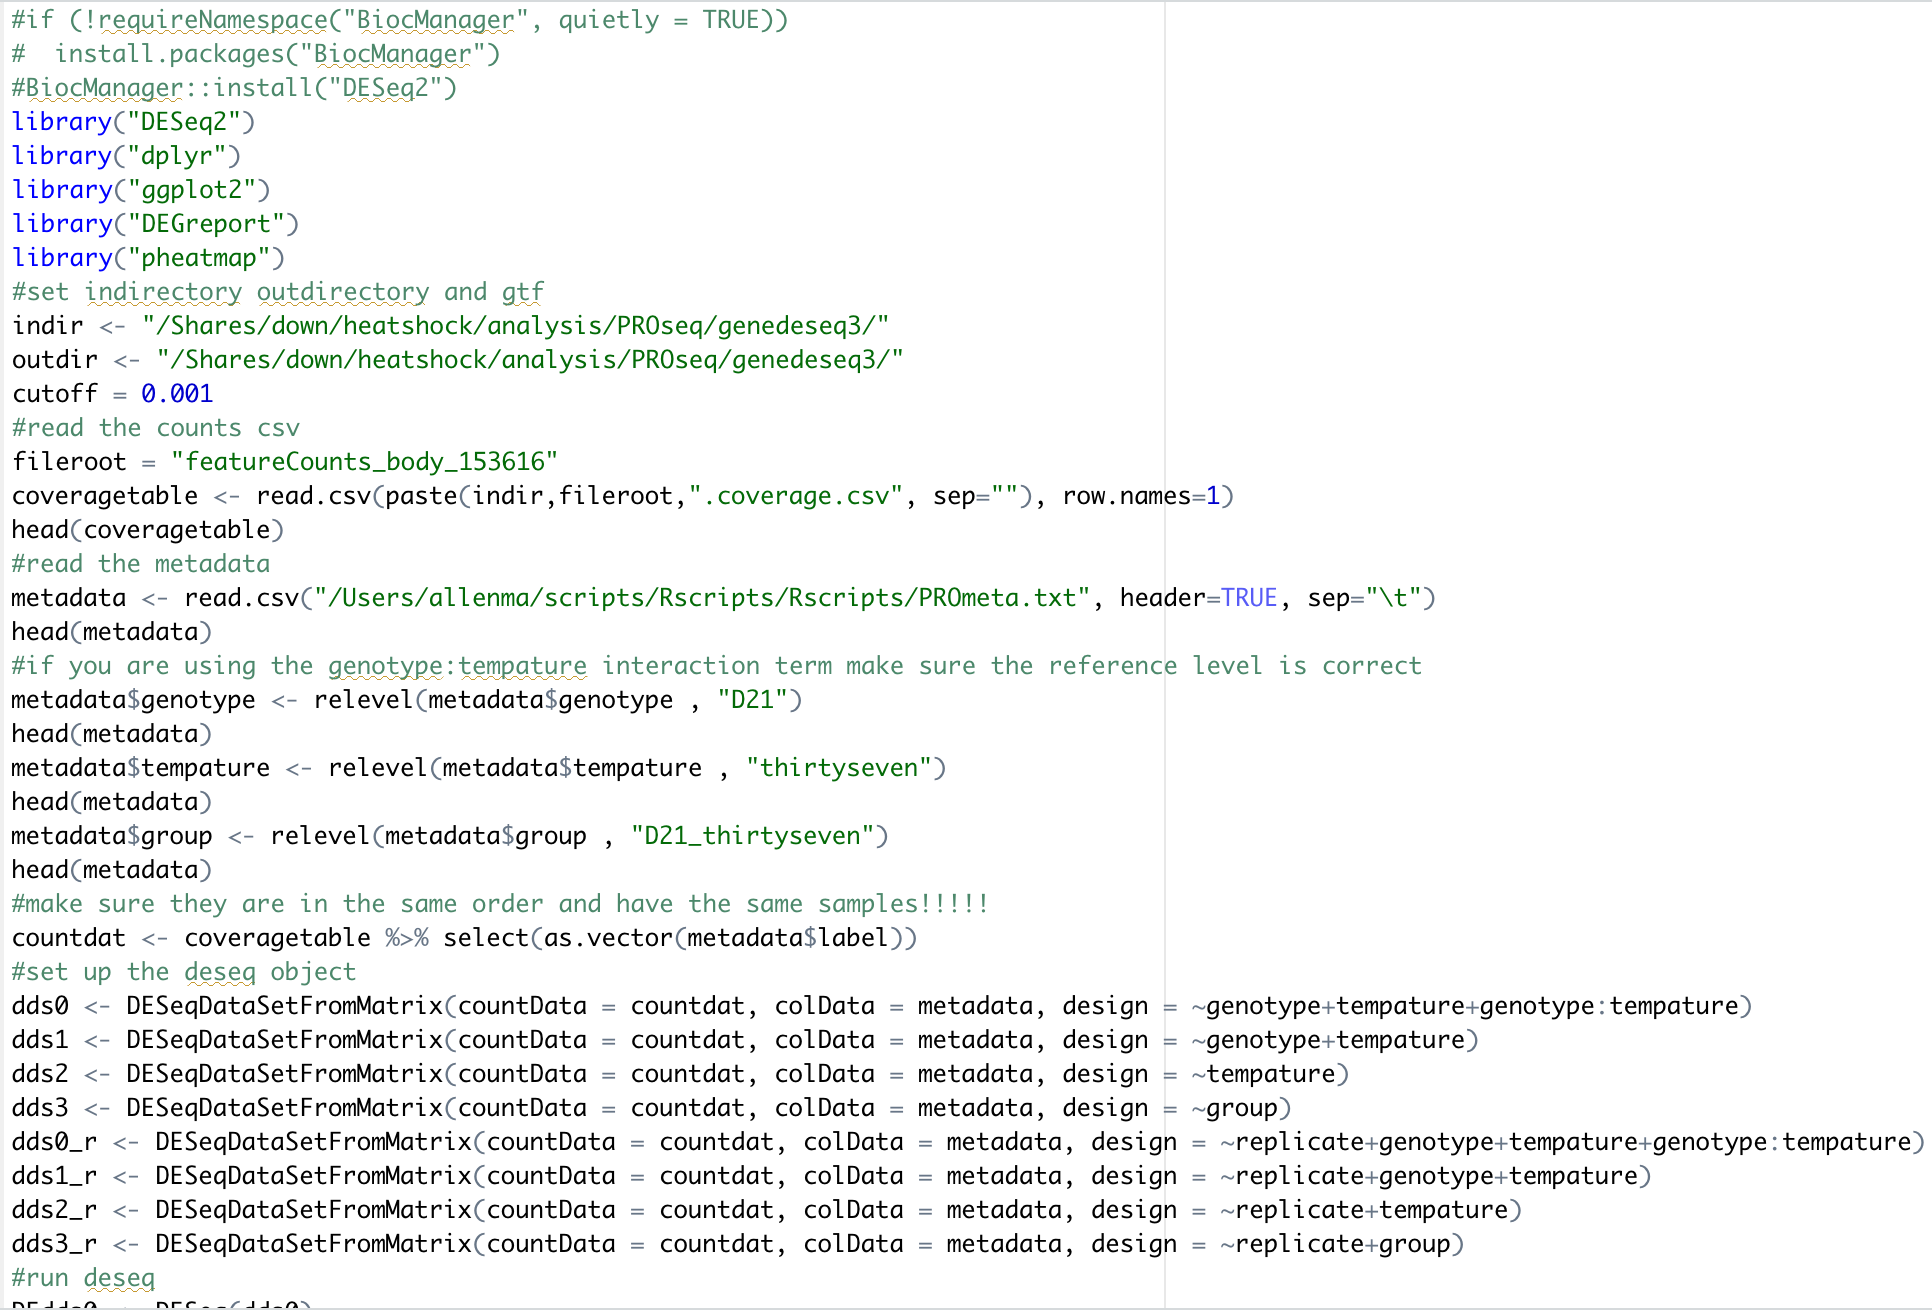 #if (!requireNamespace("BiocManager", quietly = TRUE))
#  install.packages("BiocManager")
#BiocManager::install("DESeq2")
library("DESeq2")
library("dplyr")
library("ggplot2")
library("DEGreport")
library("pheatmap")
#set indirectory outdirectory and gtf
indir <- "/Shares/down/heatshock/analysis/PROseq/genedeseq3/"
outdir <- "/Shares/down/heatshock/analysis/PROseq/genedeseq3/"
cutoff = 0.001
#read the counts csv
fileroot = "featureCounts_body_153616"
coveragetable <- read.csv(paste(indir,fileroot,".coverage.csv", sep=""), row.names=1)
head(coveragetable)
#read the metadata
metadata <- read.csv("/Users/allenma/scripts/Rscripts/Rscripts/PROmeta.txt", header=TRUE, sep="\t")
head(metadata)
#if you are using the genotype:tempature interaction term make sure the reference level is correct
metadata$genotype <- relevel(metadata$genotype , "D21")
head(metadata)
metadata$tempature <- relevel(metadata$tempature , "thirtyseven")
head(metadata)
metadata$group <- relevel(metadata$group , "D21_thirtyseven")
head(metadata)
#make sure they are in the same order and have the same samples!!!!!
countdat <- coveragetable %>% select(as.vector(metadata$label))
#set up the deseq object
dds0 <- DESeqDataSetFromMatrix(countData = countdat, colData = metadata, design = ~genotype+tempature+genotype:tempature)
dds1 <- DESeqDataSetFromMatrix(countData = countdat, colData = metadata, design = ~genotype+tempature)
dds2 <- DESeqDataSetFromMatrix(countData = countdat, colData = metadata, design = ~tempature)
dds3 <- DESeqDataSetFromMatrix(countData = countdat, colData = metadata, design = ~group)
dds0_r <- DESeqDataSetFromMatrix(countData = countdat, colData = metadata, design = ~replicate+genotype+tempature+genotype:tempature)
dds1_r <- DESeqDataSetFromMatrix(countData = countdat, colData = metadata, design = ~replicate+genotype+tempature)
dds2_r <- DESeqDataSetFromMatrix(countData = countdat, colData = metadata, design = ~replicate+tempature)
dds3_r <- DESeqDataSetFromMatrix(countData = countdat, colData = metadata, design = ~replicate+group)
#run deseq